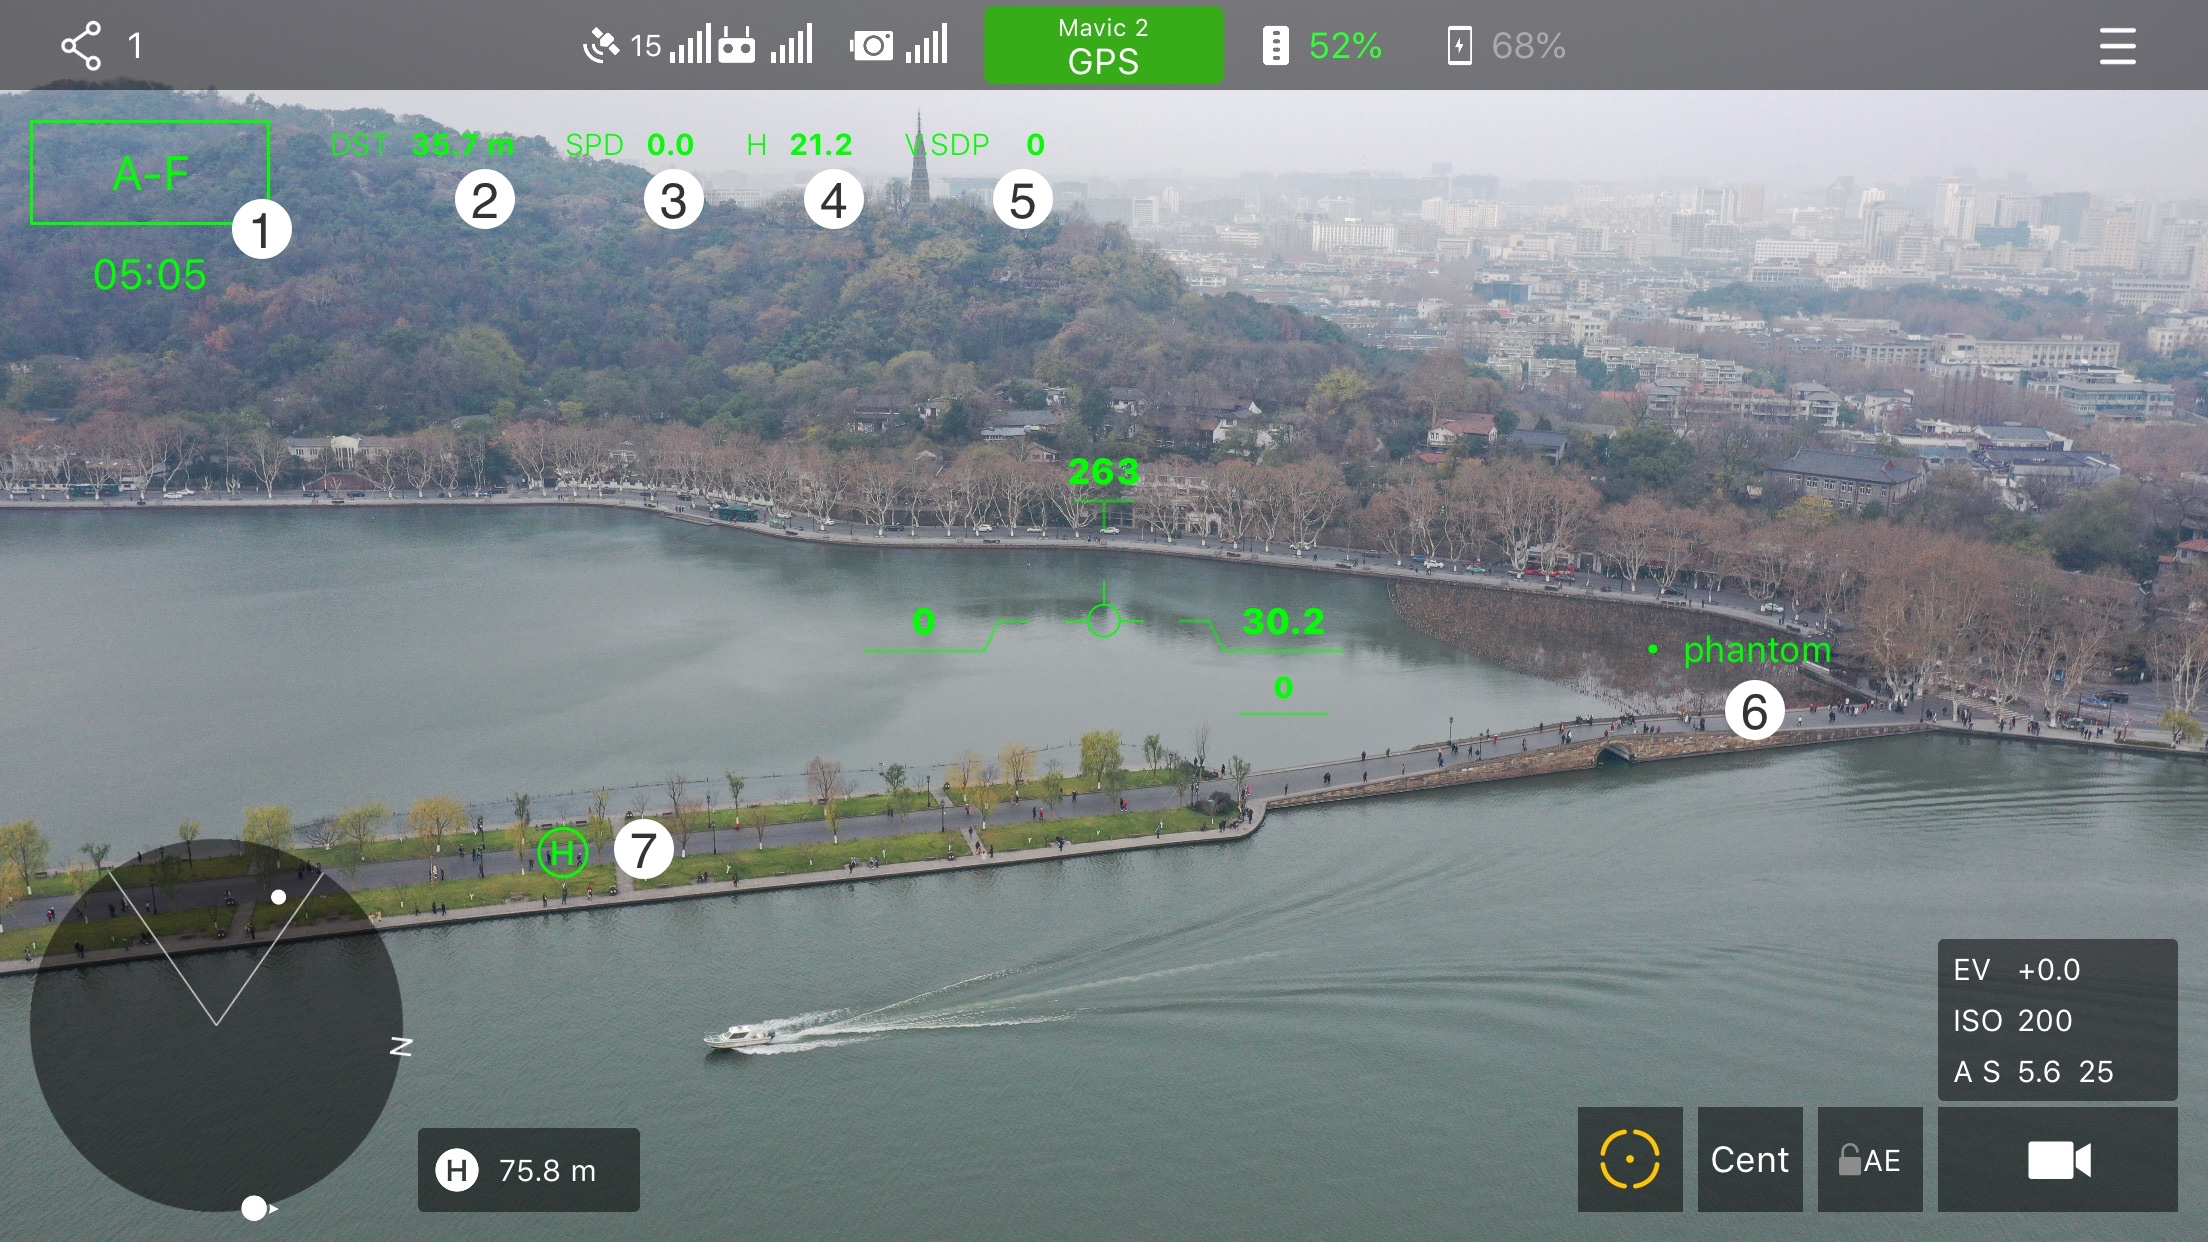 1
15
Mavic 2
GPS
52%
68%
A-F
1
05:05
DST 35.7 m SPD 0.0 H 21.2 V.SDP 0
2 3 4 5
263
0 30.2
0
phantom
6
H
7
N
H 75.8 m
EV +0.0
ISO 200
A S 5.6 25
Cent
AE